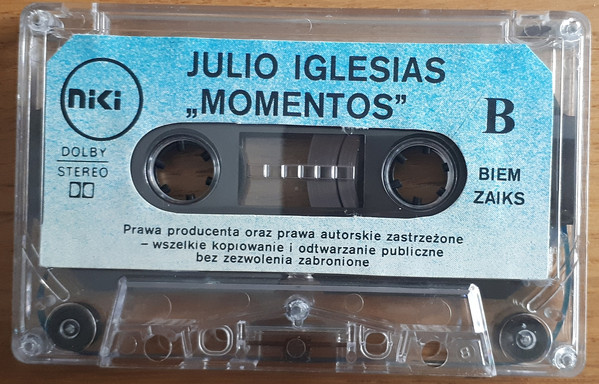 JULIO IGLESIAS
„MOMENTOS”
niki
B
DOLBY
STEREO
BIEM
ZAIKS
Prawa producenta oraz prawa autorskie zastrzeżone
– wszelkie kopiowanie i odtwarzanie publiczne
bez zezwolenia zabronione
8